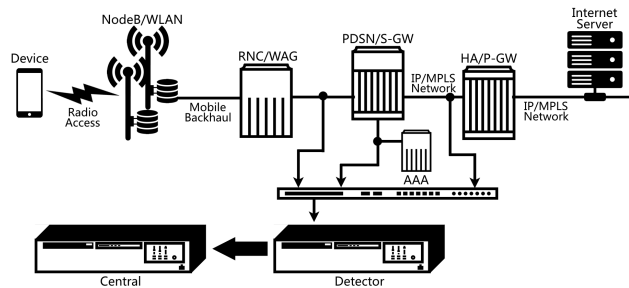 Internet
Server
NodeB/WLAN
PDSN/S-GW
Device
RNC/WAG
HA/P-GW
IP/MPLS
Network
IP/MPLS
Network
Radio
Access
Mobile
Backhaul
AAA
Central
Detector